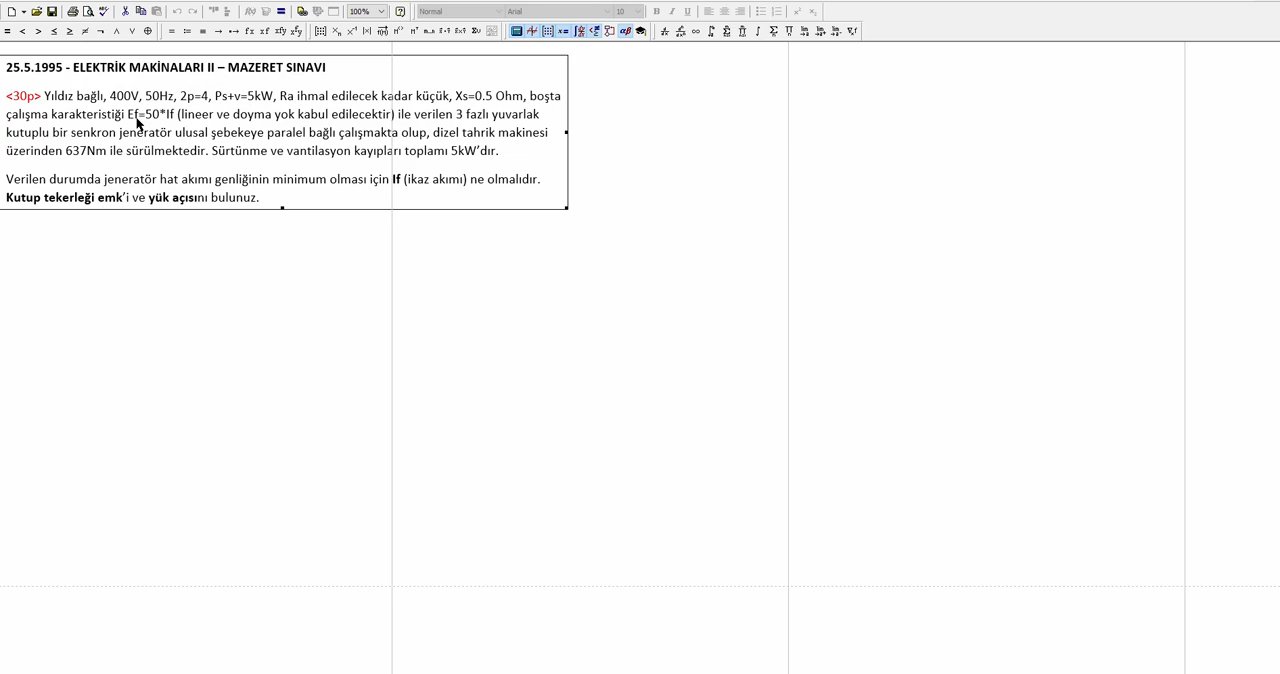 100%
Normal
Arial
10
B I U
25.5.1995 - ELEKTRİK MAKİNALARI II – MAZERET SINAVI
<30p> Yıldız bağlı, 400V, 50Hz, 2p=4, Ps+v=5kW, Ra ihmal edilecek kadar küçük, Xs=0.5 Ohm, boşta
çalışma karakteristiği Ef=50*If (lineer ve doyma yok kabul edilecektir) ile verilen 3 fazlı yuvarlak
kutuplu bir senkron jeneratör ulusal şebekeye paralel bağlı çalışmakta olup, dizel tahrik makinesi
üzerinden 637Nm ile sürülmektedir. Sürtünme ve vantilasyon kayıpları toplamı 5kW’dır.
Verilen durumda jeneratör hat akımı genliğinin minimum olması için If (ikaz akımı) ne olmalıdır.
Kutup tekerleği emk’i ve yük açısını bulunuz.